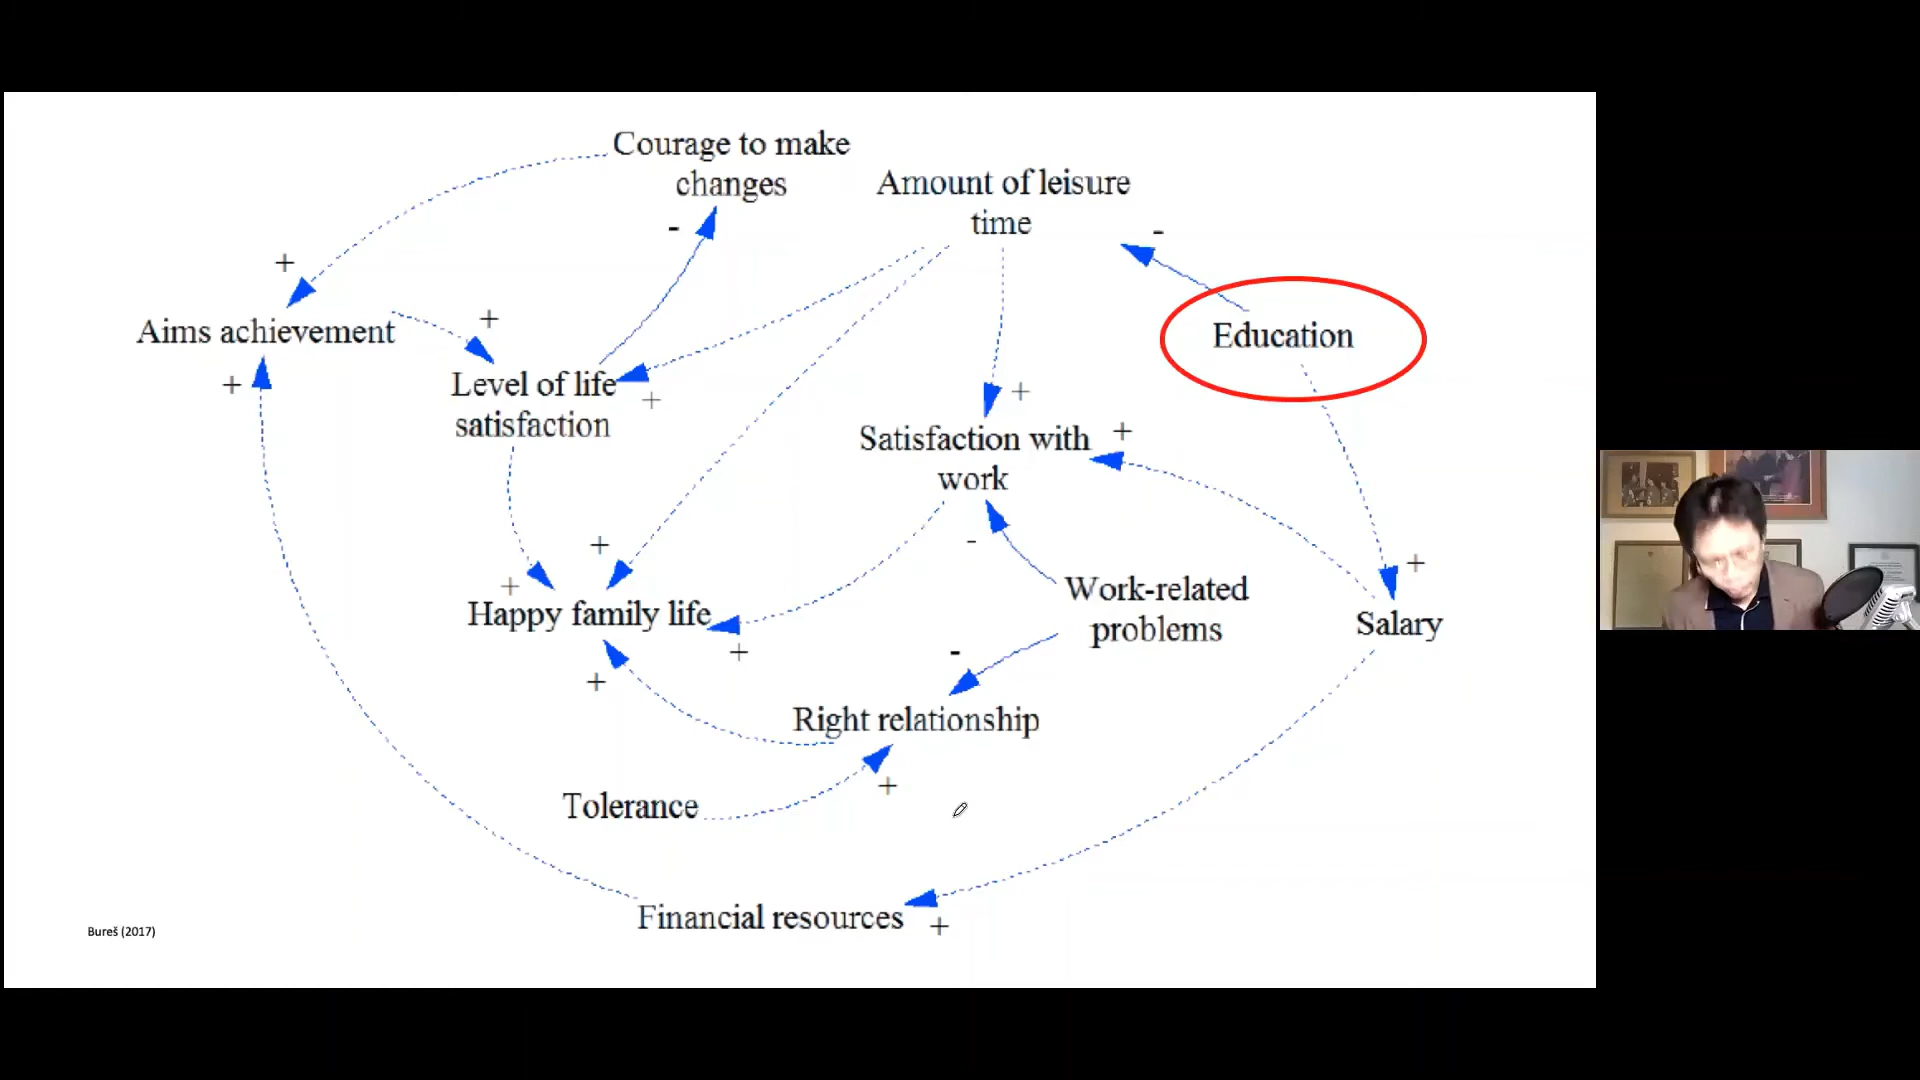 Courage to make
changes
Amount of leisure
time
-
-
+
Aims achievement
+
Education
+
Level of life
satisfaction
+
+
Satisfaction with
work
+
+
-
+
+
Happy family life
+
+
Work-related
problems
-
Salary
+
Right relationship
+
Tolerance
Financial resources
+
Bureš (2017)